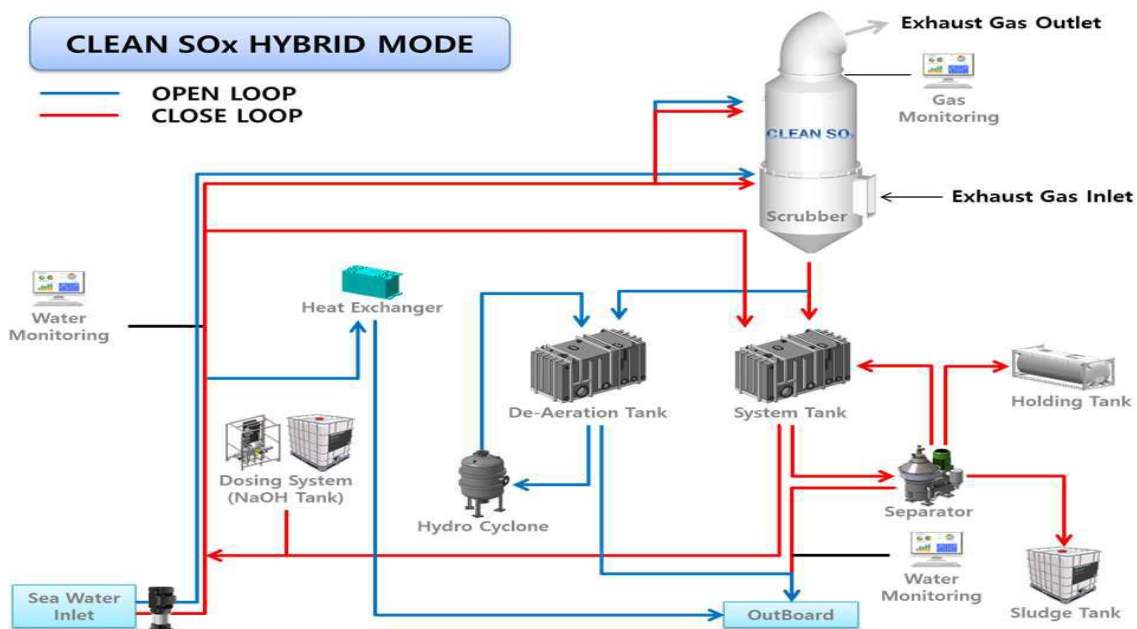 CLEAN SOx HYBRID MODE
OPEN LOOP
CLOSE LOOP
Exhaust Gas Outlet
Gas
Monitoring
CLEAN SOx
Exhaust Gas Inlet
Scrubber
Water
Monitoring
Heat Exchanger
De-Aeration Tank
System Tank
Holding Tank
Dosing System
(NaOH Tank)
Hydro Cyclone
Separator
Sea Water
Inlet
OutBoard
Water
Monitoring
Sludge Tank